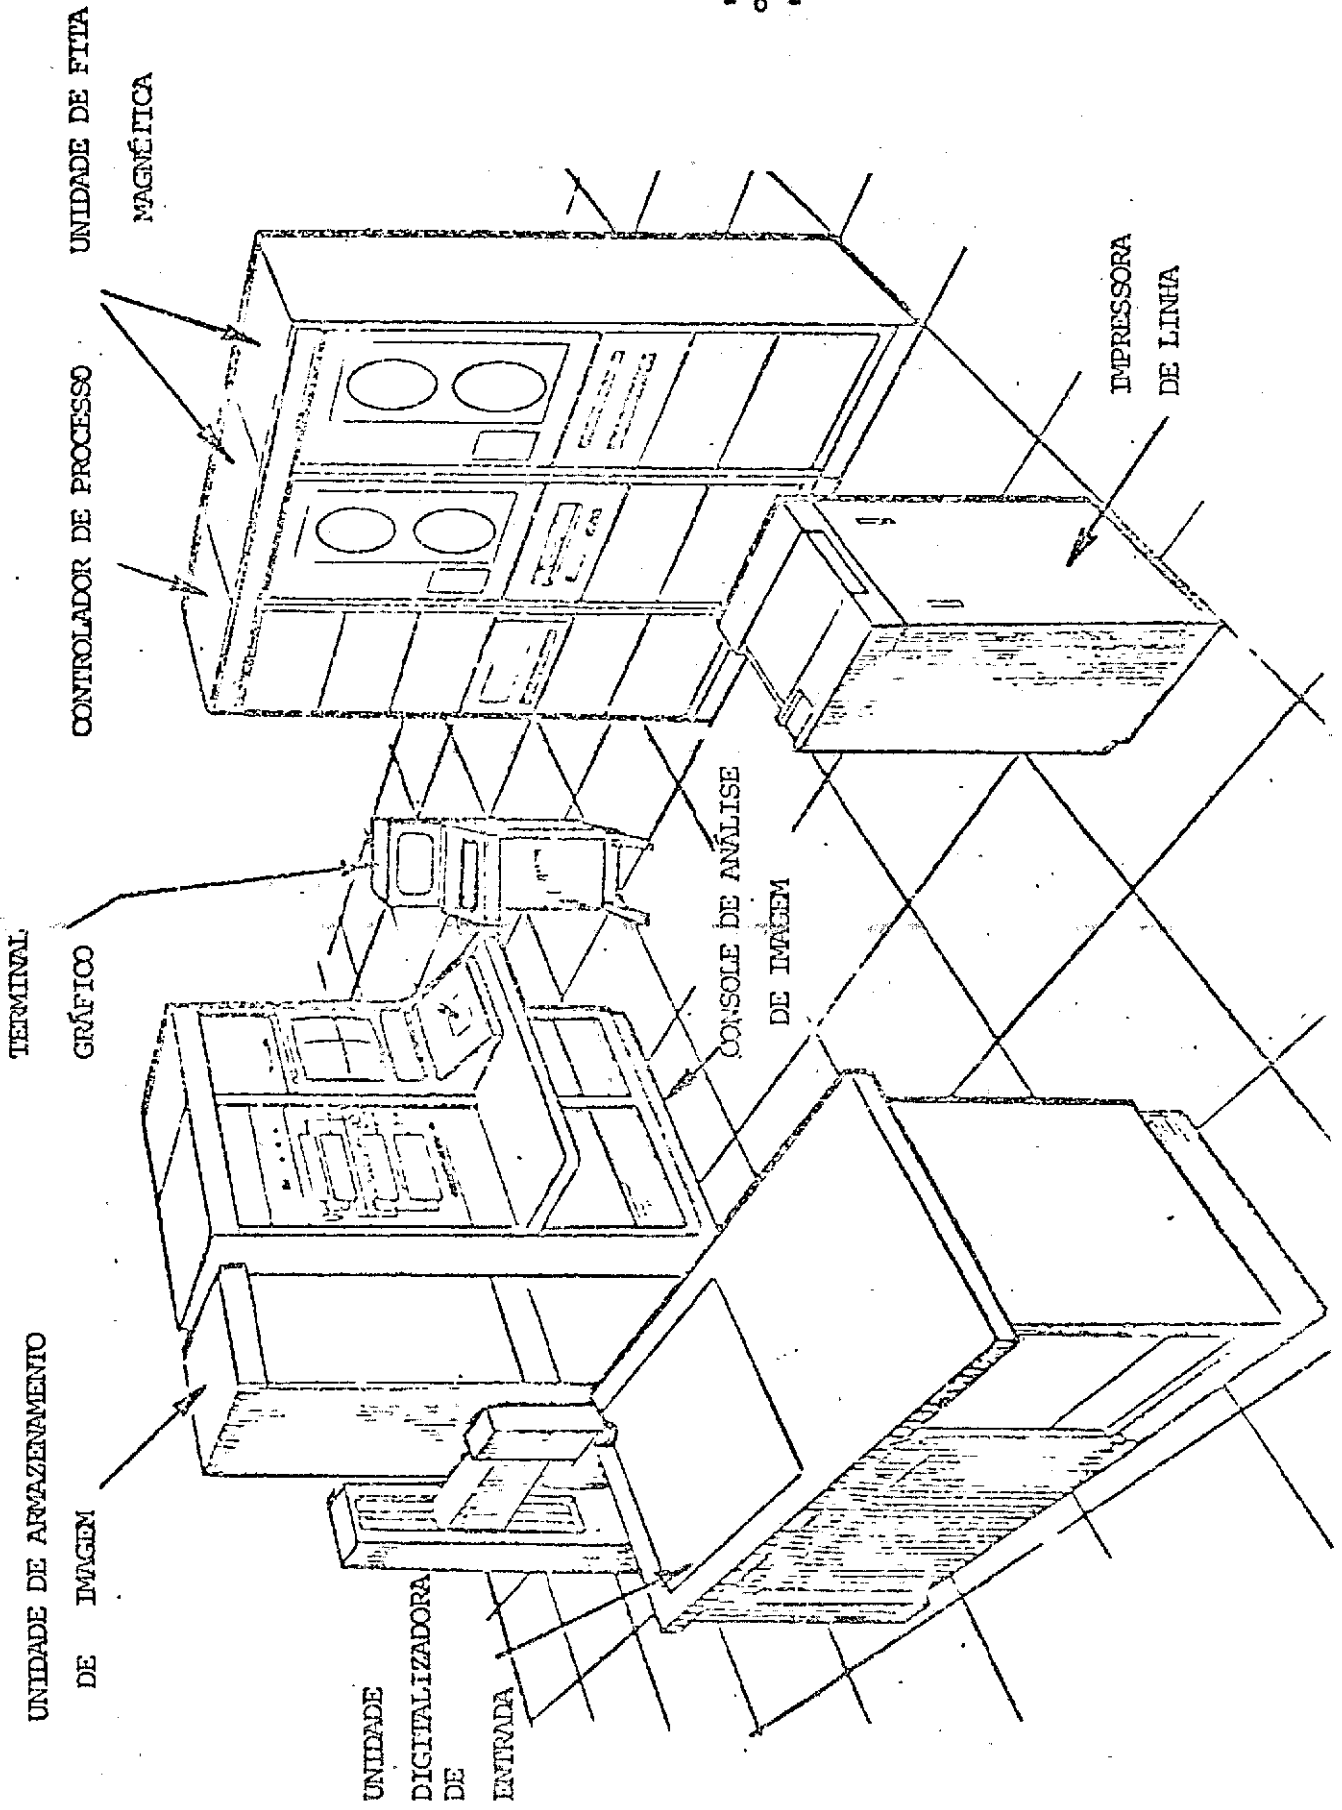 UNIDADE DE ARMAZENAMENTO
DE IMAGEM
TERMINAL
GRÁFICO
CONTROLADOR DE PROCESSO
UNIDADE DE FITA
MAGNÉTICA
UNIDADE
DIGITALIZADORA
DE
ENTRADA
CONSOLE DE ANÁLISE
DE IMAGEM
IMPRESSORA
DE LINHA